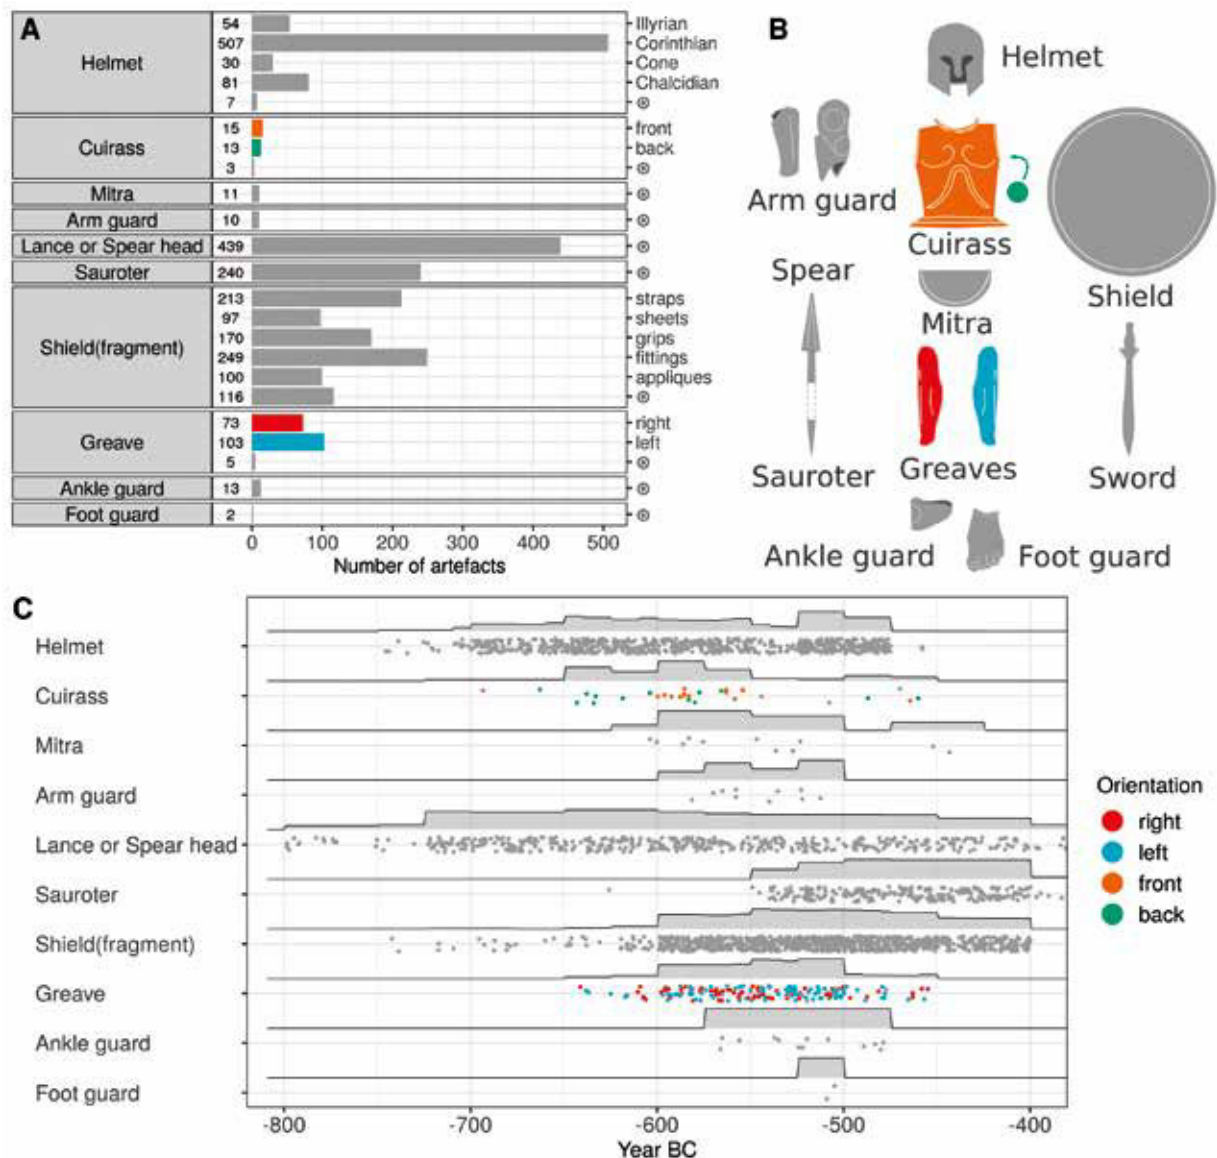 A
Helmet
54 Illyrian
507 Corinthian
30 Cone
81 Chalcidian
7 ⊛
Cuirass
15 front
13 back
3 ⊛
Mitra 11 ⊛
Arm guard 10 ⊛
Lance or Spear head 439 ⊛
Sauroter 240 ⊛
Shield(fragment)
213 straps
97 sheets
170 grips
249 fittings
100 appliques
116 ⊛
Greave
73 right
103 left
5 ⊛
Ankle guard 13 ⊛
Foot guard 2 ⊛
0 100 200 300 400 500
Number of artefacts
B
Helmet
Arm guard
Cuirass
Spear
Shield
Mitra
Sauroter
Greaves
Sword
Ankle guard
Foot guard
C
Helmet
Cuirass
Mitra
Arm guard
Lance or Spear head
Sauroter
Shield(fragment)
Greave
Ankle guard
Foot guard
-800 -700 -600 -500 -400
Year BC
Orientation
right
left
front
back